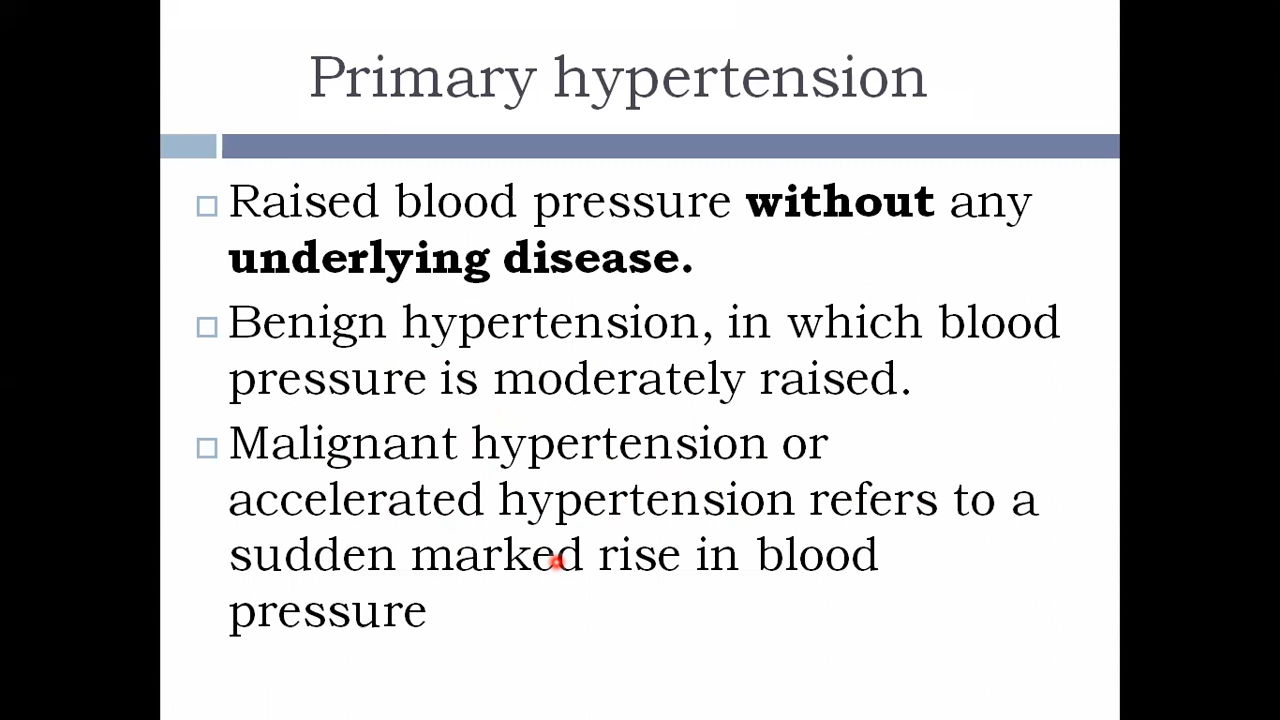 Primary hypertension
Raised blood pressure without any
underlying disease.
Benign hypertension, in which blood
pressure is moderately raised.
Malignant hypertension or
accelerated hypertension refers to a
sudden marked rise in blood
pressure